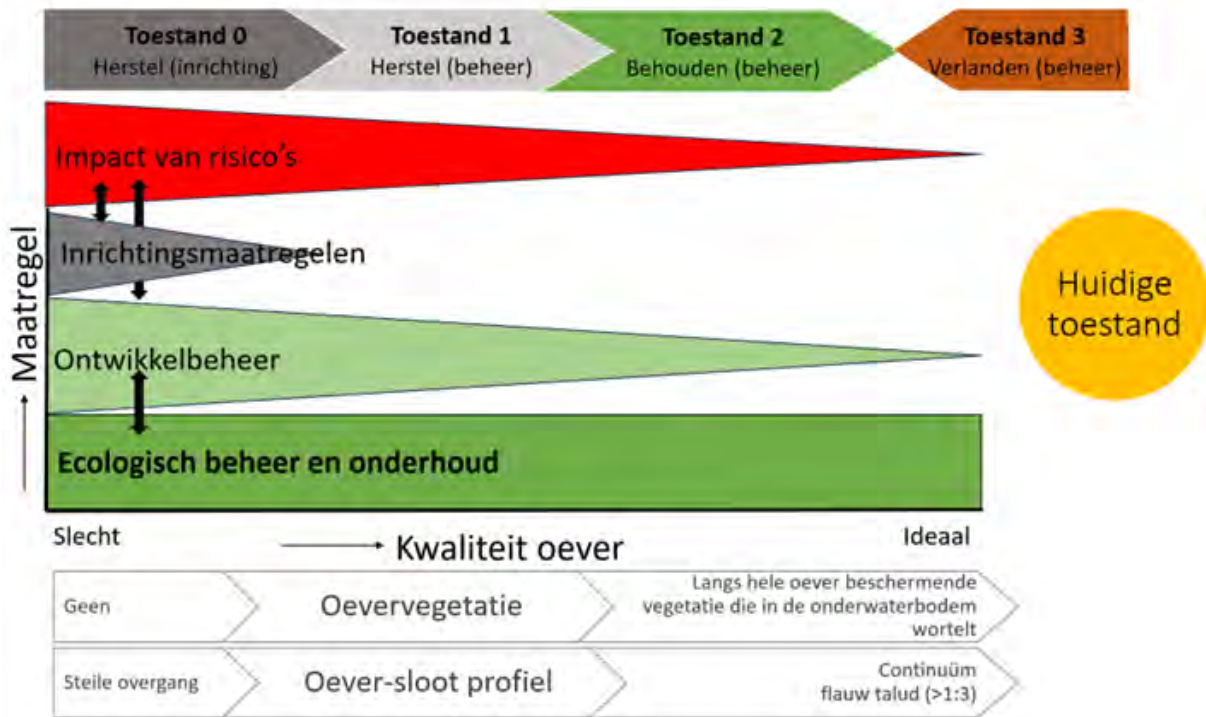 Toestand 0
Herstel (inrichting)
Toestand 1
Herstel (beheer)
Toestand 2
Behouden (beheer)
Toestand 3
Verlanden (beheer)
Impact van risico's
Inrichtingsmaatregelen
Ontwikkelbeheer
Ecologisch beheer en onderhoud
Maatregel
Huidige
toestand
Slecht
Kwaliteit oever
Ideaal
Geen
Oevervegetatie
Langs hele oever beschermende
vegetatie die in de onderwaterbodem
wortelt
Steile overgang
Oever-sloot profiel
Continuüm
flauw talud (>1:3)